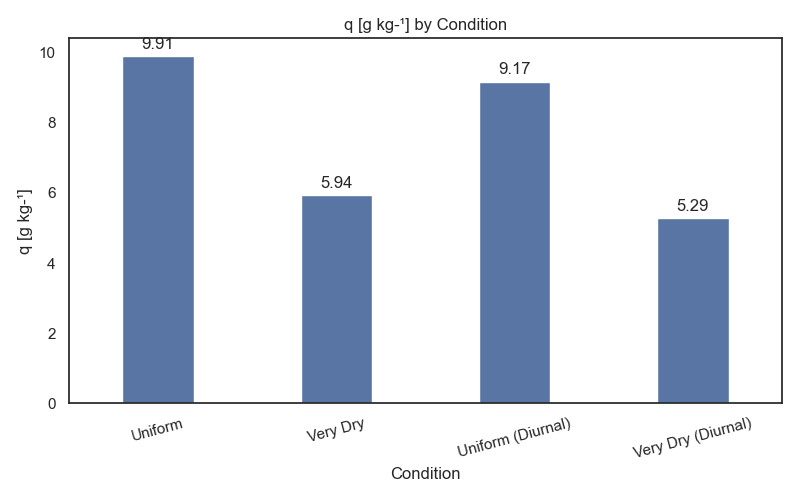 q [g kg-¹] by Condition
q [g kg-¹]
10
8
6
4
2
0
9.91
5.94
9.17
5.29
Uniform
Very Dry
Uniform (Diurnal)
Very Dry (Diurnal)
Condition